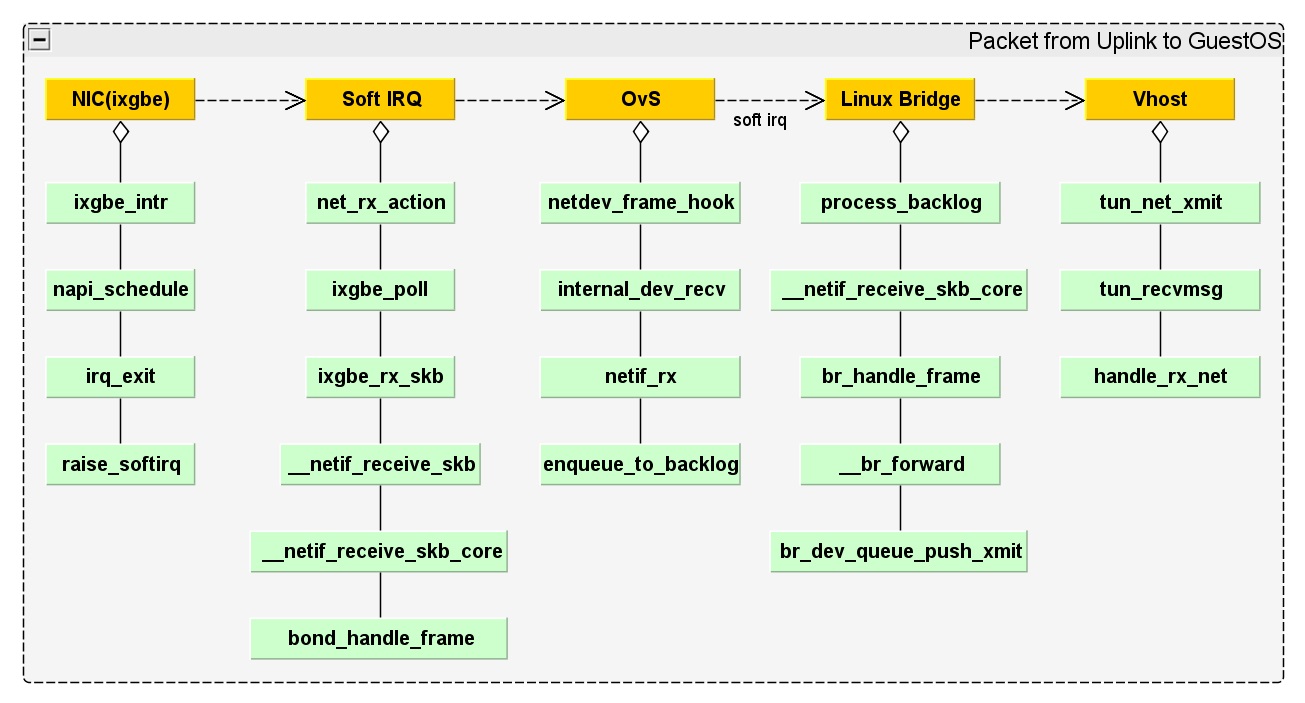 Packet from Uplink to GuestOS
NIC(ixgbe)
Soft IRQ
OvS
soft irq
Linux Bridge
Vhost
ixgbe_intr
napi_schedule
irq_exit
raise_softirq
net_rx_action
ixgbe_poll
ixgbe_rx_skb
__netif_receive_skb
__netif_receive_skb_core
bond_handle_frame
netdev_frame_hook
internal_dev_recv
netif_rx
enqueue_to_backlog
process_backlog
__netif_receive_skb_core
br_handle_frame
__br_forward
br_dev_queue_push_xmit
tun_net_xmit
tun_recvmsg
handle_rx_net